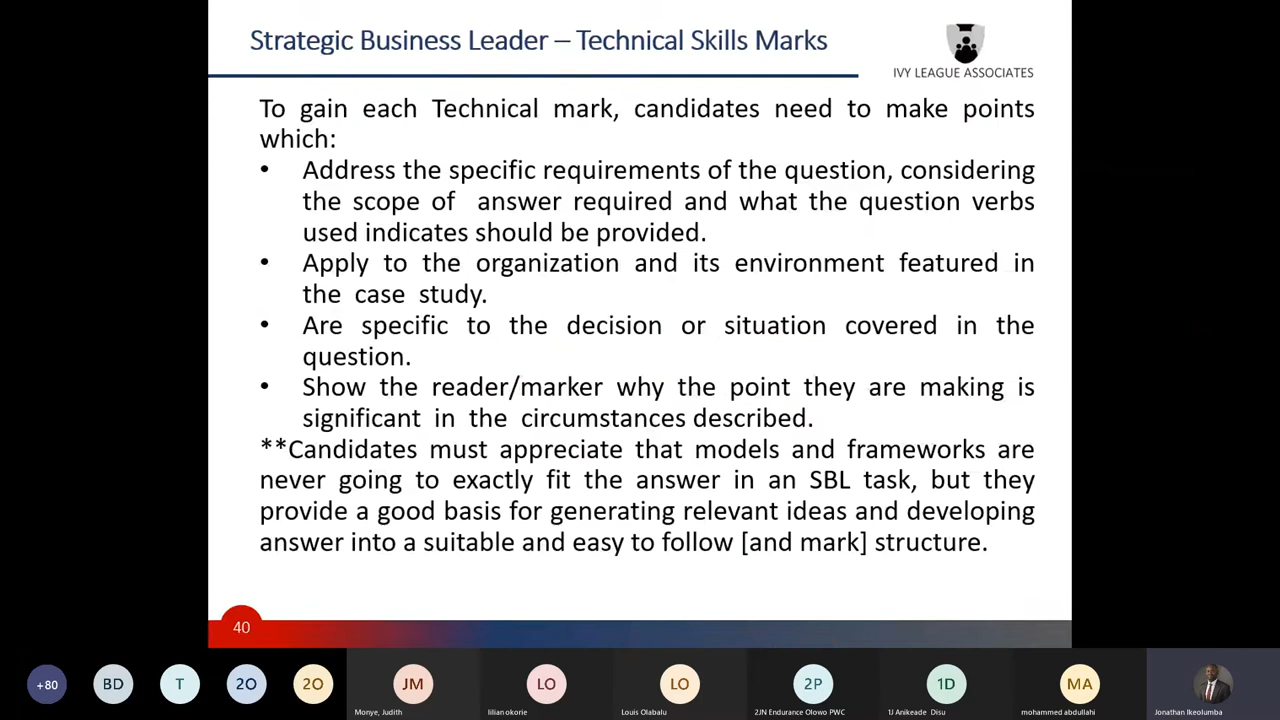 Strategic Business Leader – Technical Skills Marks
IVY LEAGUE ASSOCIATES
To gain each Technical mark, candidates need to make points
which:
• Address the specific requirements of the question, considering
the scope of answer required and what the question verbs
used indicates should be provided.
• Apply to the organization and its environment featured in
the case study.
• Are specific to the decision or situation covered in the
question.
• Show the reader/marker why the point they are making is
significant in the circumstances described.
**Candidates must appreciate that models and frameworks are
never going to exactly fit the answer in an SBL task, but they
provide a good basis for generating relevant ideas and developing
answer into a suitable and easy to follow [and mark] structure.
40
+80 BD T 2O 2O JM LO LO 2P 1D MA
Monye, Judith lilian okorie Louis Olabalu 2JN Endurance Olowo PWC 1J Anikeade Disu mohammed abdullahi Jonathan Ikeolumba